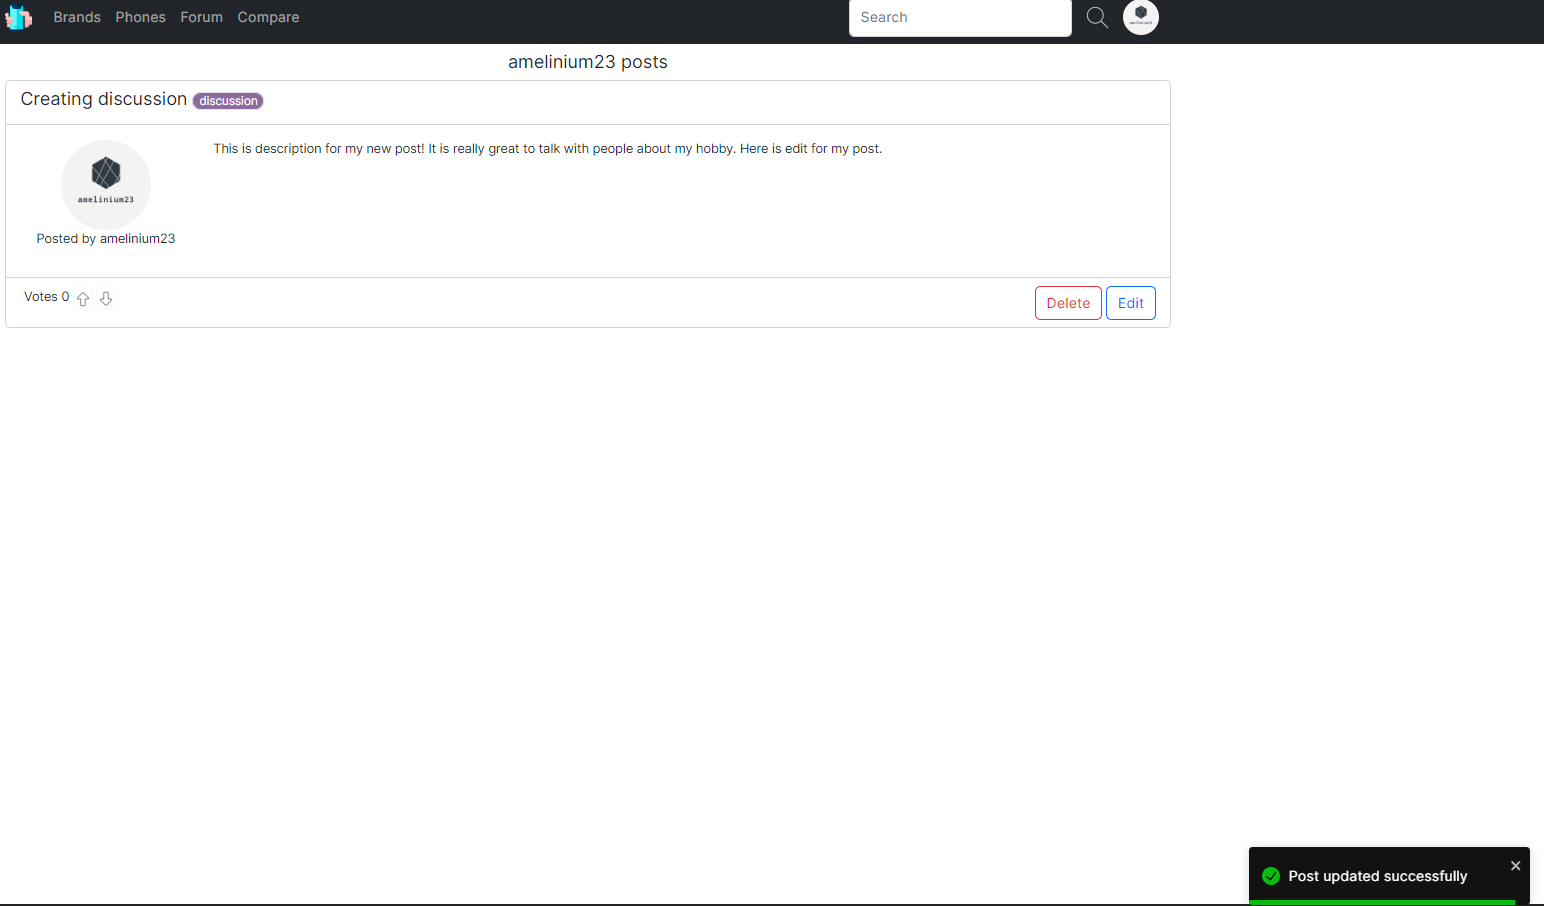 Brands Phones Forum Compare Search
amelinium23 posts
Creating discussion discussion
This is description for my new post! It is really great to talk with people about my hobby. Here is edit for my post.
amelinium23
Posted by amelinium23
Votes 0
Delete Edit
Post updated successfully